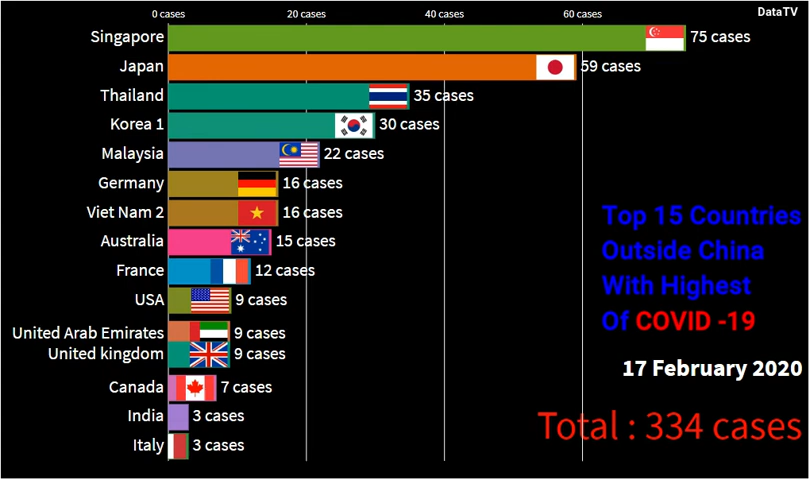 0 cases 20 cases 40 cases 60 cases DataTV
Singapore 75 cases
Japan 59 cases
Thailand 35 cases
Korea 1 30 cases
Malaysia 22 cases
Germany 16 cases
Viet Nam 2 16 cases
Australia 15 cases
France 12 cases
USA 9 cases
United Arab Emirates 9 cases
United kingdom 9 cases
Canada 7 cases
India 3 cases
Italy 3 cases
Top 15 Countries
Outside China
With Highest
Of COVID -19
17 February 2020
Total : 334 cases